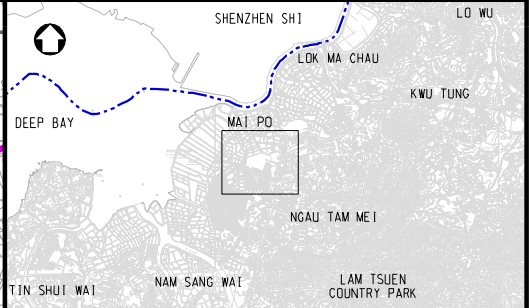 SHENZHEN SHI
LO WU
LOK MA CHAU
KWU TUNG
DEEP BAY
MAI PO
NGAU TAM MEI
TIN SHUI WAI
NAM SANG WAI
LAM TSUEN
COUNTRY PARK